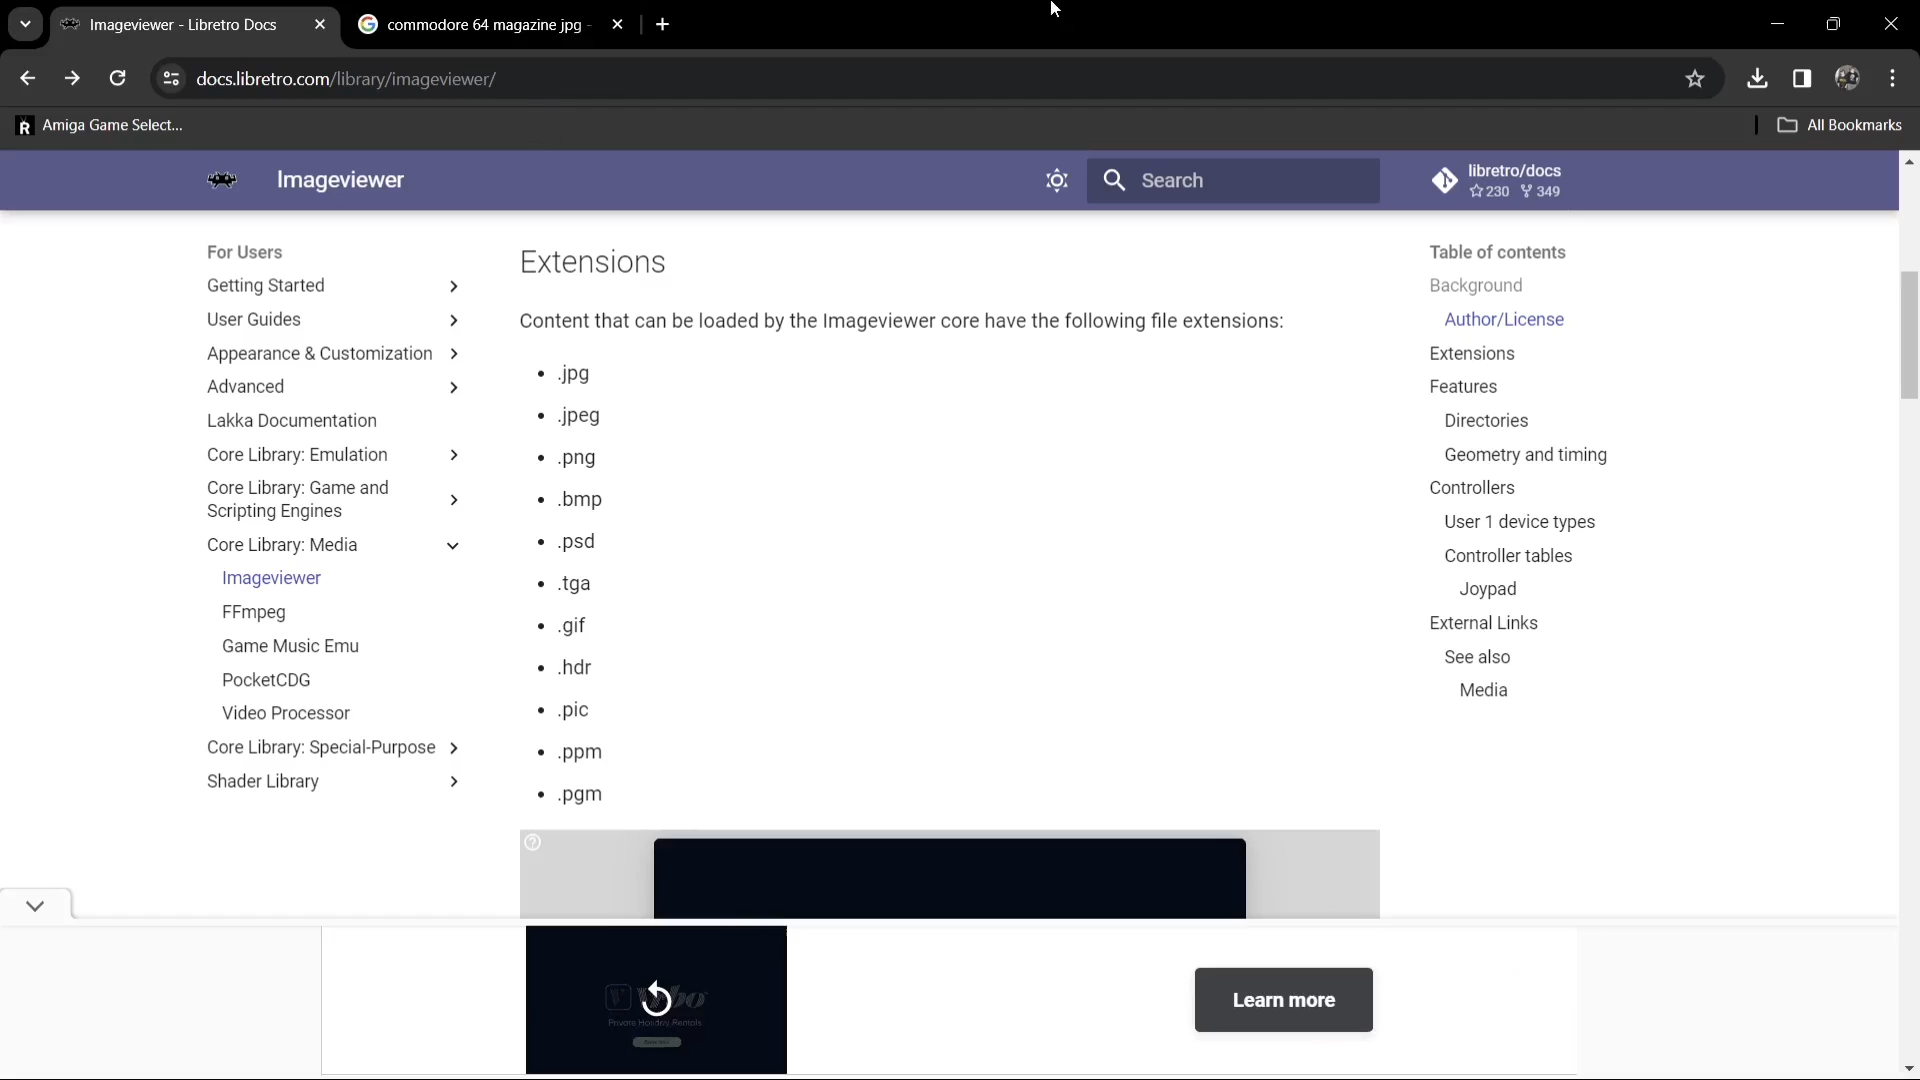 Imageviewer - Libretro Docs
commodore 64 magazine jpg -
docs.libretro.com/library/imageviewer/
R Amiga Game Select...
All Bookmarks
Imageviewer
Search
libretro/docs
230 349
For Users
Getting Started
User Guides
Appearance & Customization
Advanced
Lakka Documentation
Core Library: Emulation
Core Library: Game and
Scripting Engines
Core Library: Media
Imageviewer
FFmpeg
Game Music Emu
PocketCDG
Video Processor
Core Library: Special-Purpose
Shader Library
Extensions
Content that can be loaded by the Imageviewer core have the following file extensions:
• .jpg
• .jpeg
• .png
• .bmp
• .psd
• .tga
• .gif
• .hdr
• .pic
• .ppm
• .pgm
Table of contents
Background
Author/License
Extensions
Features
Directories
Geometry and timing
Controllers
User 1 device types
Controller tables
Joypad
External Links
See also
Media
Private Holiday Rentals
Learn more